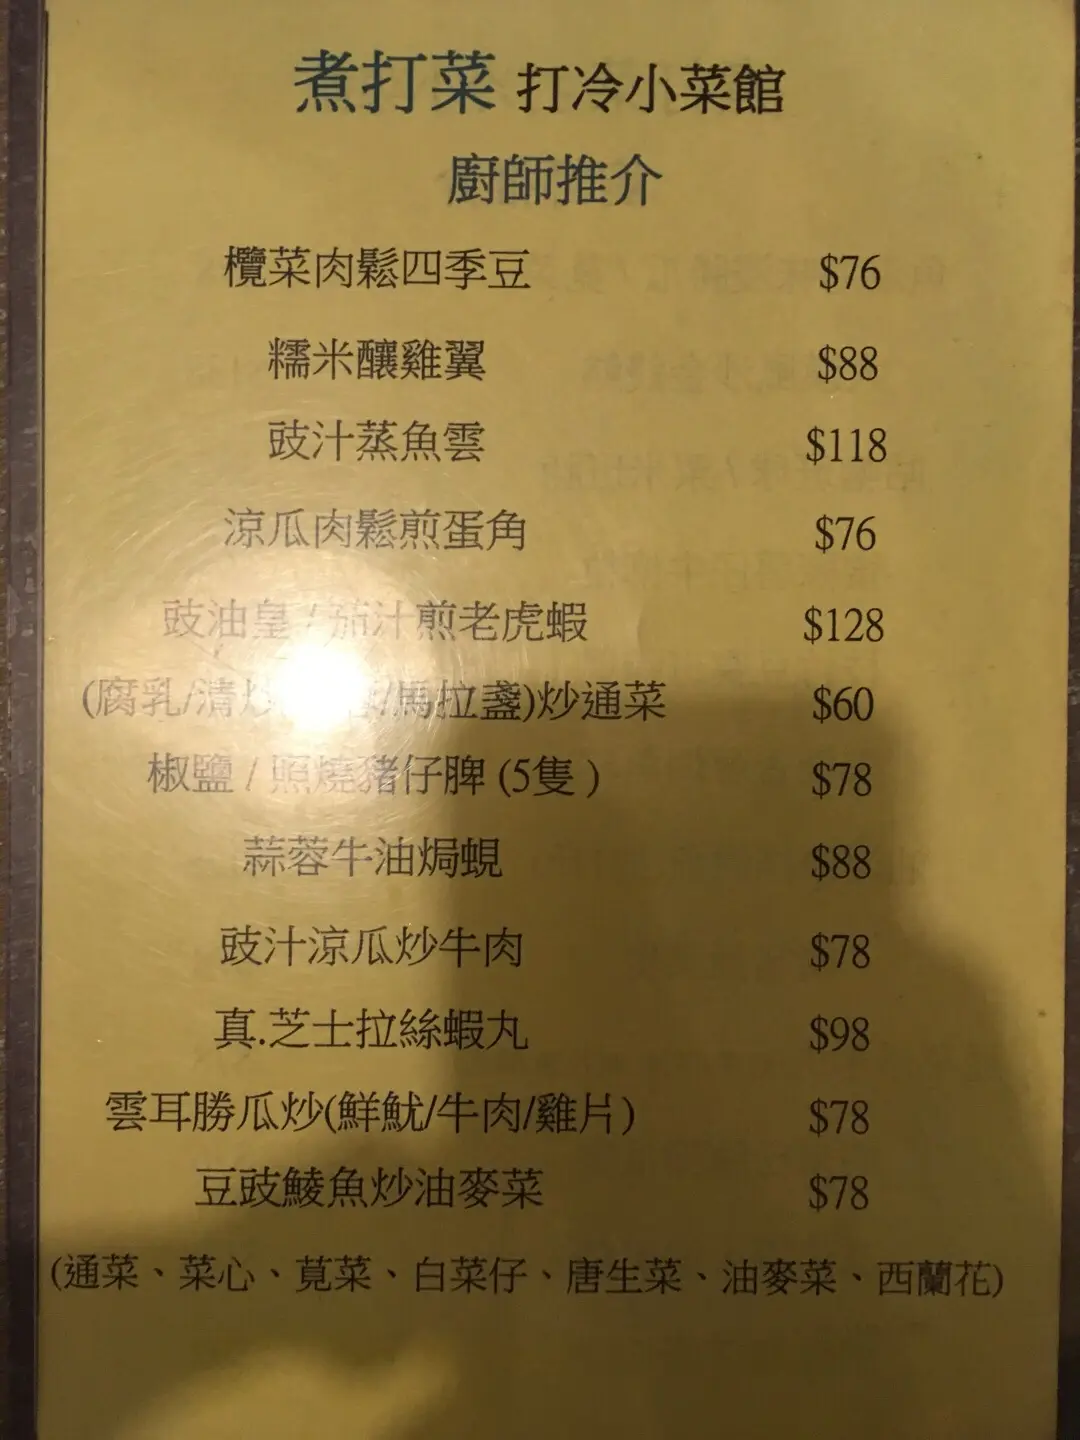 煮打菜 打冷小菜館
廚師推介
欖菜肉鬆四季豆 $76
糯米釀雞翼 $88
豉汁蒸魚雲 $118
涼瓜肉鬆煎蛋角 $76
豉油皇 / 茄汁煎老虎蝦 $128
(腐乳/清炒/馬拉盞)炒通菜 $60
椒鹽 / 照燒豬仔脾 (5隻 ) $78
蒜蓉牛油焗蜆 $88
豉汁涼瓜炒牛肉 $78
真.芝士拉絲蝦丸 $98
雲耳勝瓜炒(鮮魷/牛肉/雞片) $78
豆豉鯪魚炒油麥菜 $78
(通菜、菜心、莧菜、白菜仔、唐生菜、油麥菜、西蘭花)